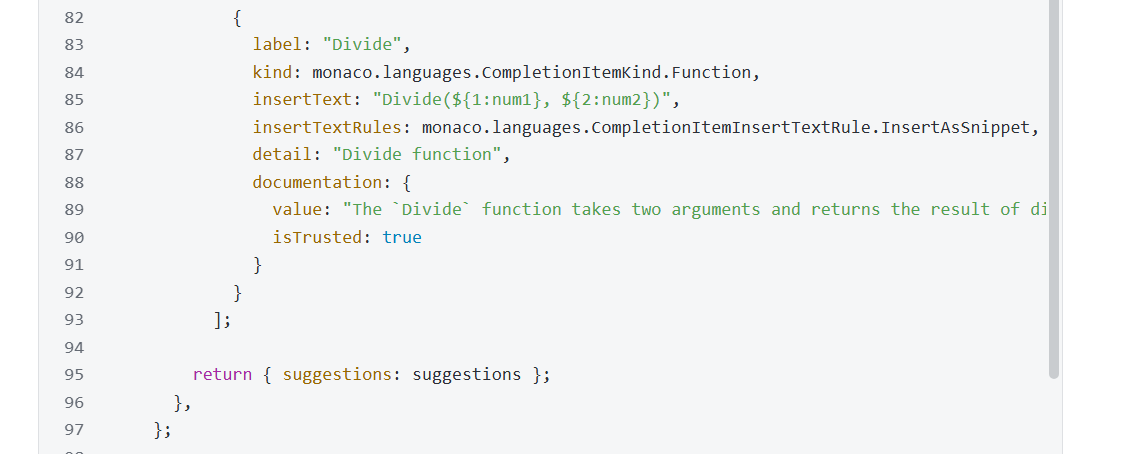 82 {
83 label: "Divide",
84 kind: monaco.languages.CompletionItemKind.Function,
85 insertText: "Divide(${1:num1}, ${2:num2})",
86 insertTextRules: monaco.languages.CompletionItemInsertTextRule.InsertAsSnippet,
87 detail: "Divide function",
88 documentation: {
89 value: "The `Divide` function takes two arguments and returns the result of di
90 isTrusted: true
91 }
92 }
93 ];
94
95 return { suggestions: suggestions };
96 },
97 };